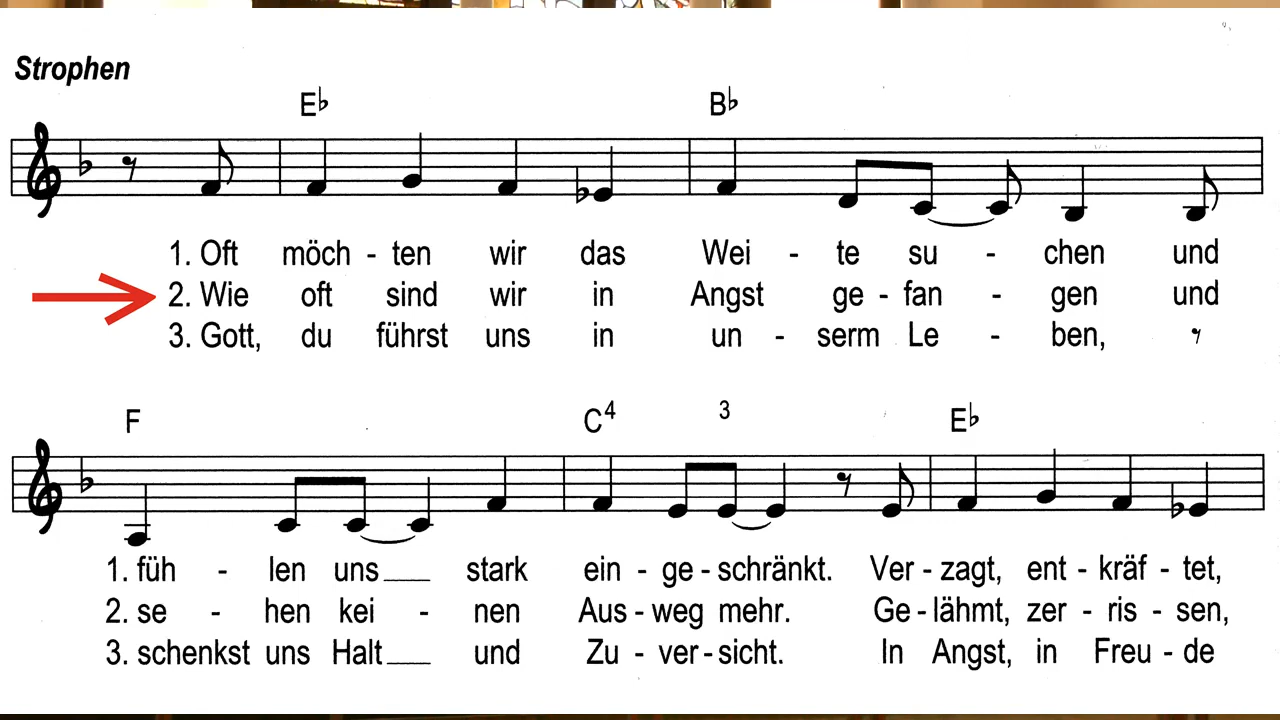 Strophen
E♭ B♭
1. Oft möch - ten wir das Wei - te su - chen und
2. Wie oft sind wir in Angst ge - fan - gen und
3. Gott, du führst uns in un - serm Le - ben,
F C4 3 E♭
1. füh - len uns___ stark ein - ge - schränkt. Ver - zagt, ent - kräf - tet,
2. se - hen kei - nen Aus - weg mehr. Ge - lähmt, zer - ris - sen,
3. schenkst uns Halt___ und Zu - ver - sicht. In Angst, in Freu - de